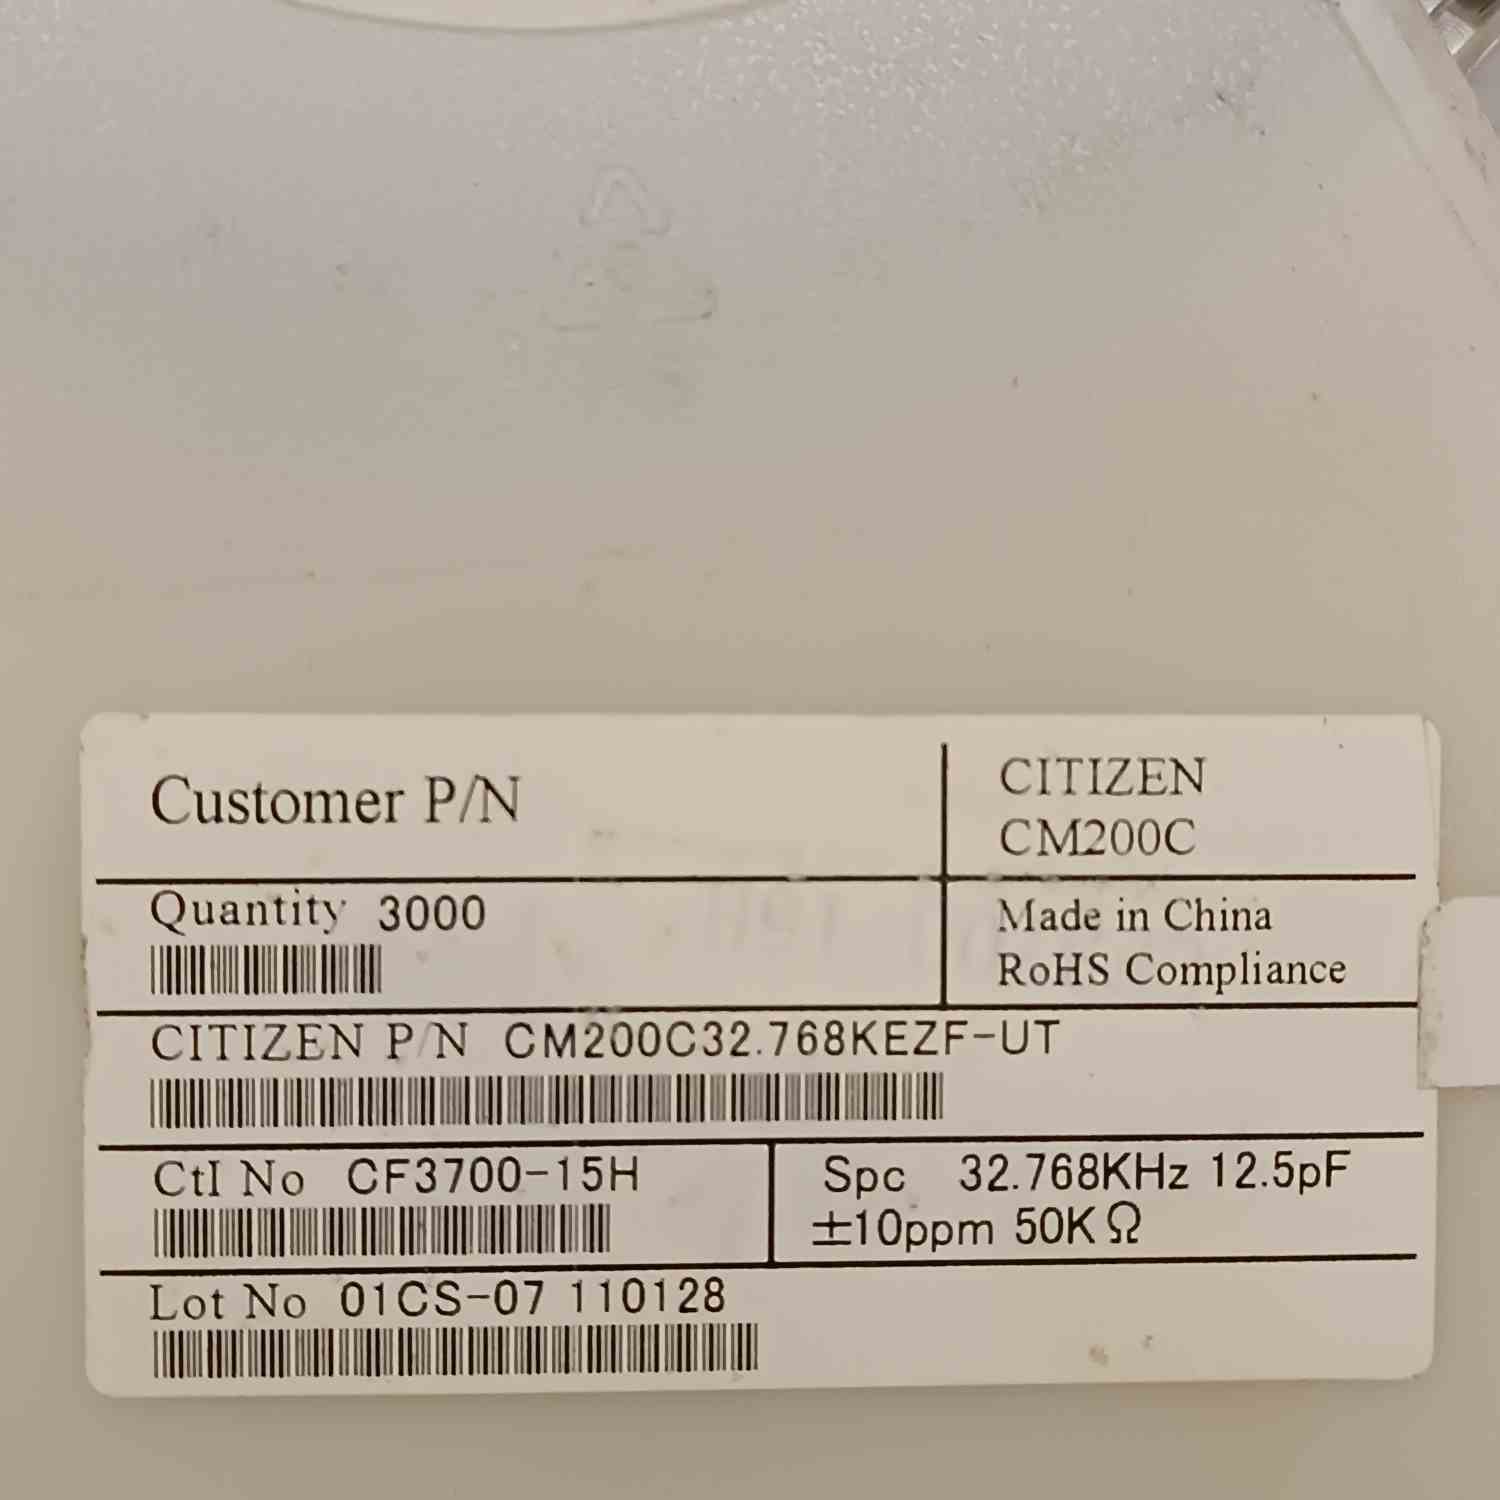 Customer P/N
CITIZEN
CM200C
Quantity 3000
Made in China
RoHS Compliance
CITIZEN P/N CM200C32.768KEZF-UT
CtI No CF3700-15H
Spc 32.768KHz 12.5pF
±10ppm 50KΩ
Lot No 01CS-07 110128